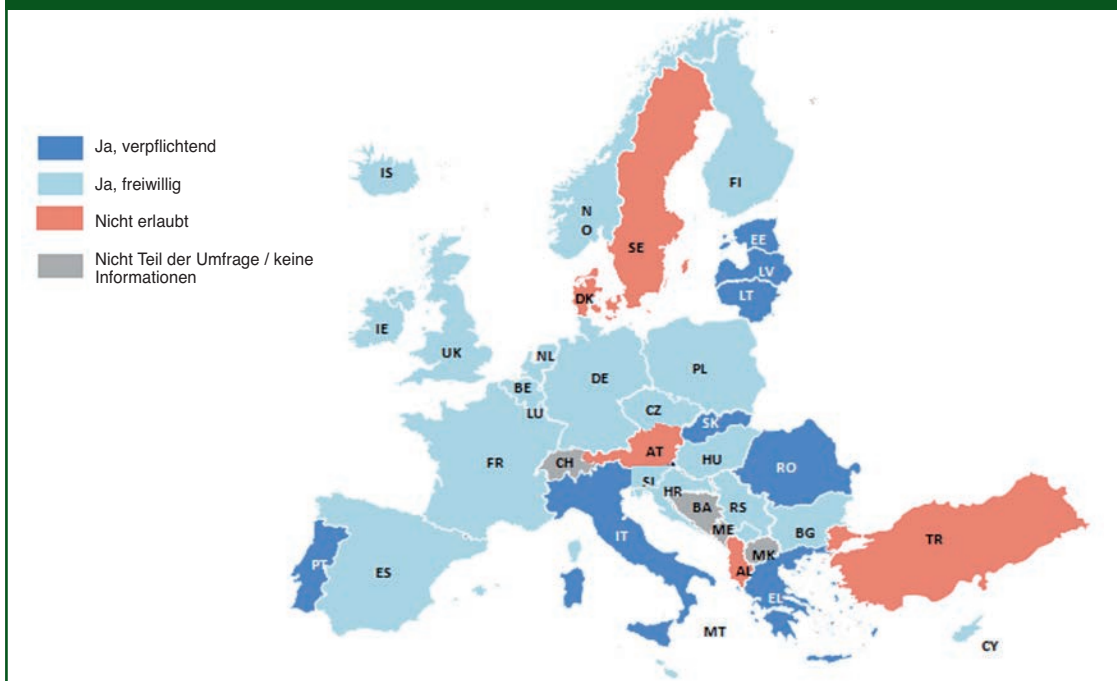 Ja, verpflichtend
Ja, freiwillig
Nicht erlaubt
Nicht Teil der Umfrage / keine
Informationen
IS
FI
N
O
SE
EE
LV
LT
DK
IE
UK
NL
DE
PL
BE
LU
CZ
SK
FR
CH
AT
HU
RO
SI
HR
BA
RS
IT
ME
BG
MK
TR
PT
ES
AL
EL
MT
CY